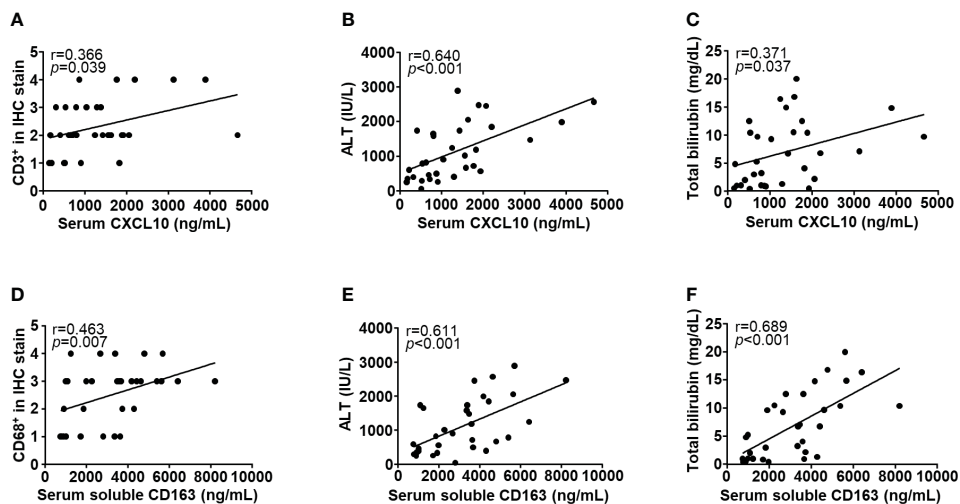 A
r=0.366
p=0.039
5
4
3
2
1
0
CD3+ in IHC stain
0 1000 2000 3000 4000 5000
Serum CXCL10 (ng/mL)
B
r=0.640
p<0.001
4000
3000
2000
1000
0
ALT (IU/L)
0 1000 2000 3000 4000 5000
Serum CXCL10 (ng/mL)
C
r=0.371
p=0.037
25
20
15
10
5
0
Total bilirubin (mg/dL)
0 1000 2000 3000 4000 5000
Serum CXCL10 (ng/mL)
D
r=0.463
p=0.007
5
4
3
2
1
0
CD68+ in IHC stain
0 2000 4000 6000 8000 10000
Serum soluble CD163 (ng/mL)
E
r=0.611
p<0.001
4000
3000
2000
1000
0
ALT (IU/L)
0 2000 4000 6000 8000 10000
Serum soluble CD163 (ng/mL)
F
r=0.689
p<0.001
25
20
15
10
5
0
Total bilirubin (mg/dL)
0 2000 4000 6000 8000 10000
Serum soluble CD163 (ng/mL)